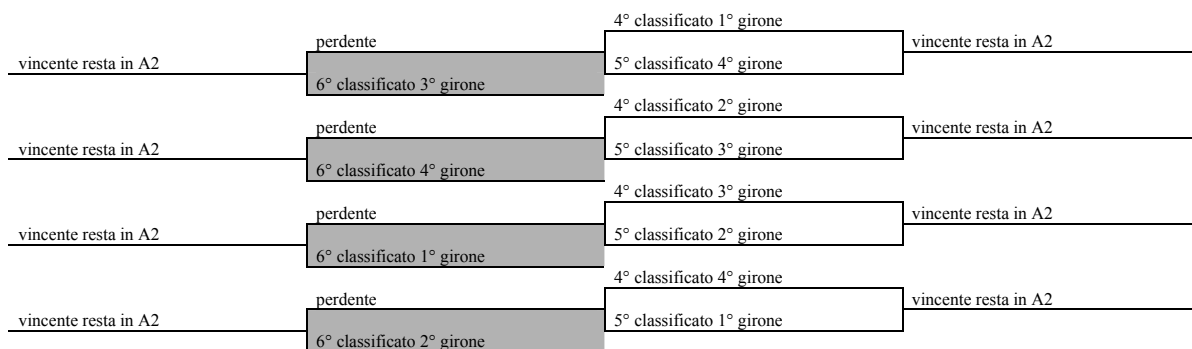 4° classificato 1° girone
perdente
vincente resta in A2
vincente resta in A2
5° classificato 4° girone
6° classificato 3° girone
4° classificato 2° girone
perdente
vincente resta in A2
vincente resta in A2
5° classificato 3° girone
6° classificato 4° girone
4° classificato 3° girone
perdente
vincente resta in A2
vincente resta in A2
5° classificato 2° girone
6° classificato 1° girone
4° classificato 4° girone
perdente
vincente resta in A2
vincente resta in A2
5° classificato 1° girone
6° classificato 2° girone